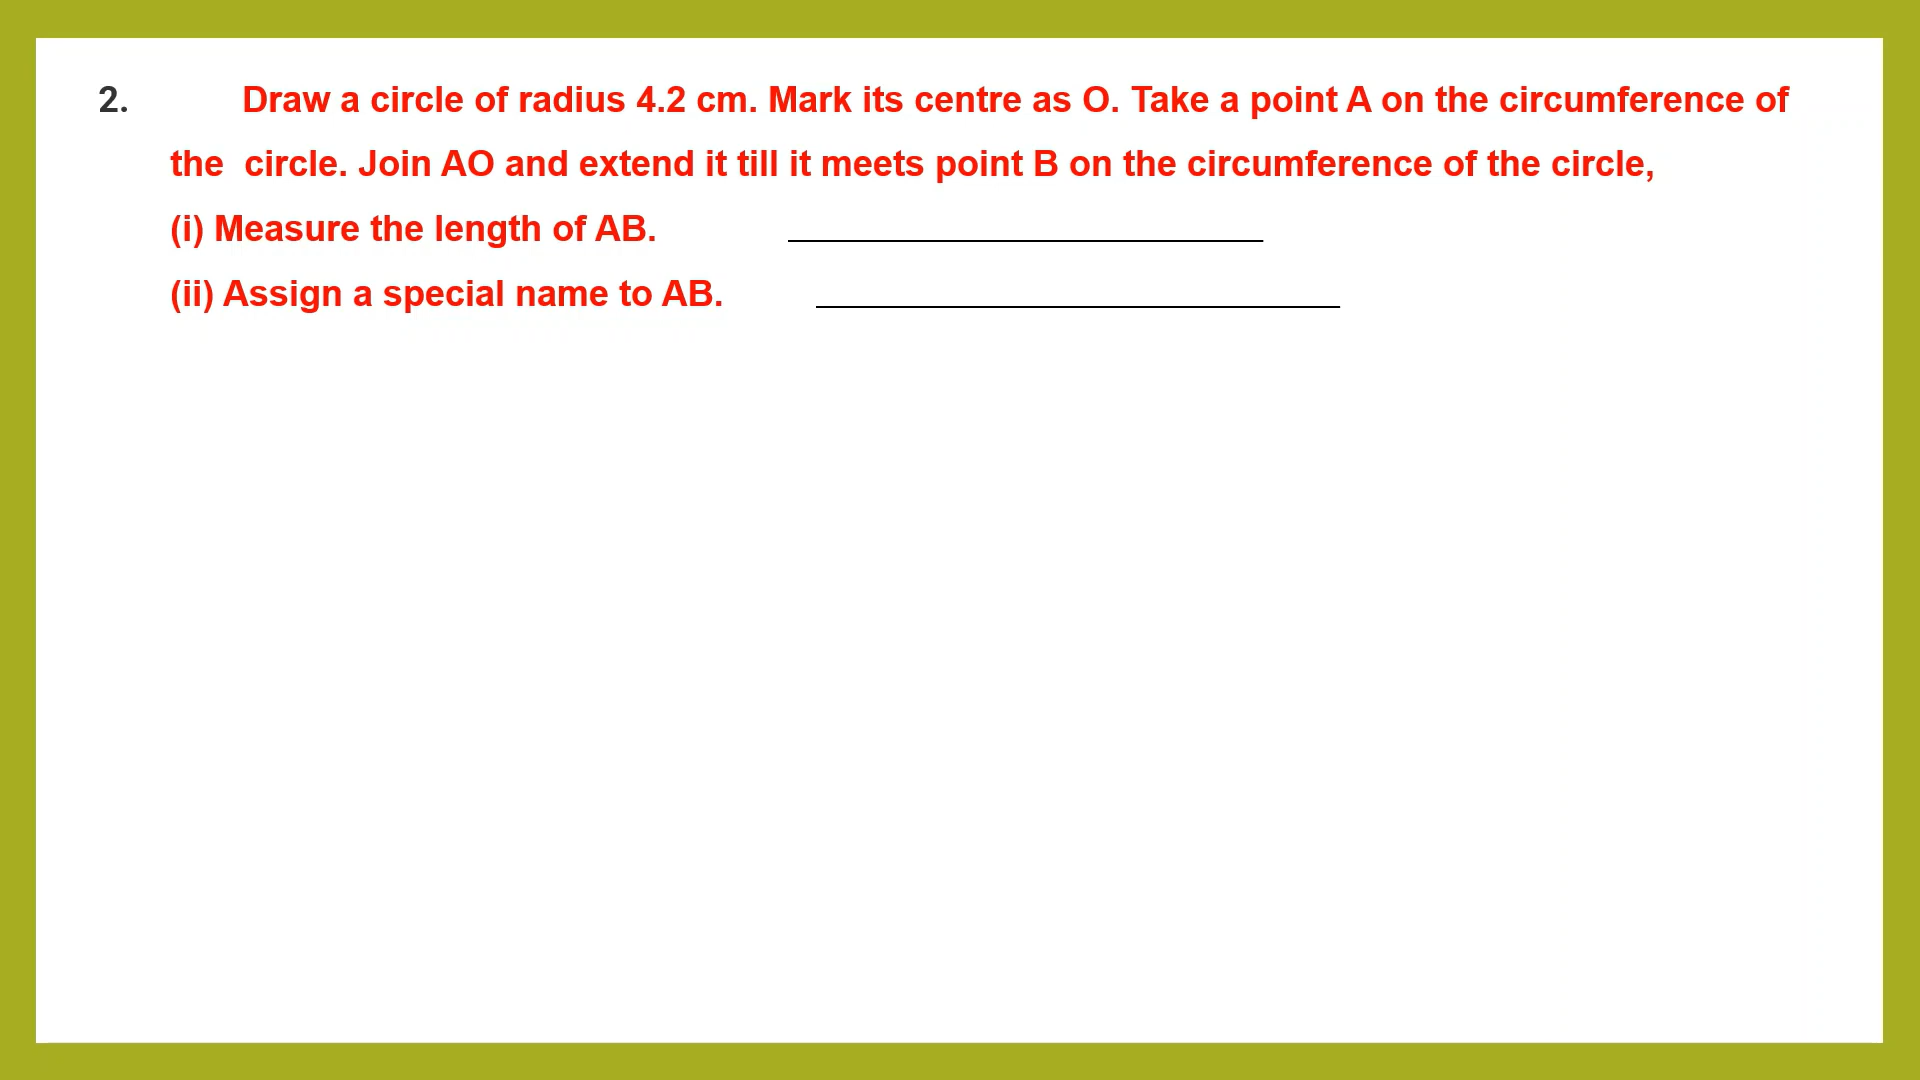 2. Draw a circle of radius 4.2 cm. Mark its centre as O. Take a point A on the circumference of
the circle. Join AO and extend it till it meets point B on the circumference of the circle,
(i) Measure the length of AB. __________________________
(ii) Assign a special name to AB. _____________________________